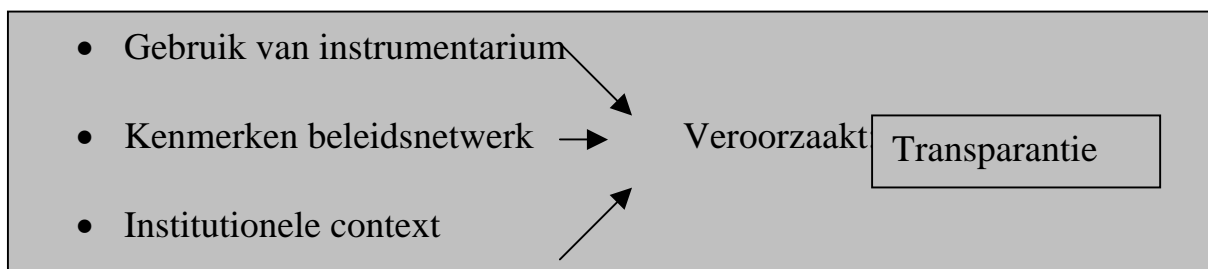 • Gebruik van instrumentarium
• Kenmerken beleidsnetwerk Veroorzaakt: Transparantie
• Institutionele context